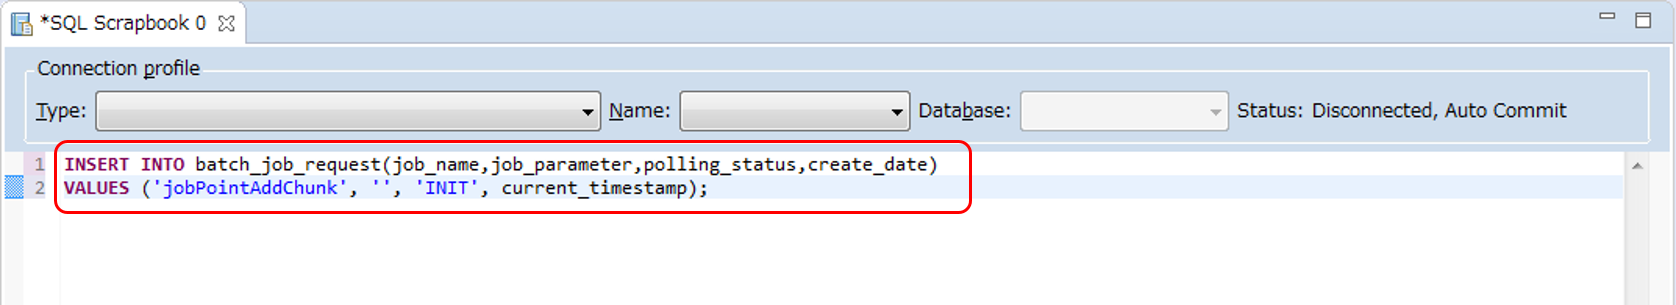 *SQL Scrapbook 0
Connection profile
Type: Name: Database: Status: Disconnected, Auto Commit
1 INSERT INTO batch_job_request(job_name,job_parameter,polling_status,create_date)
2 VALUES ('jobPointAddChunk', '', 'INIT', current_timestamp);